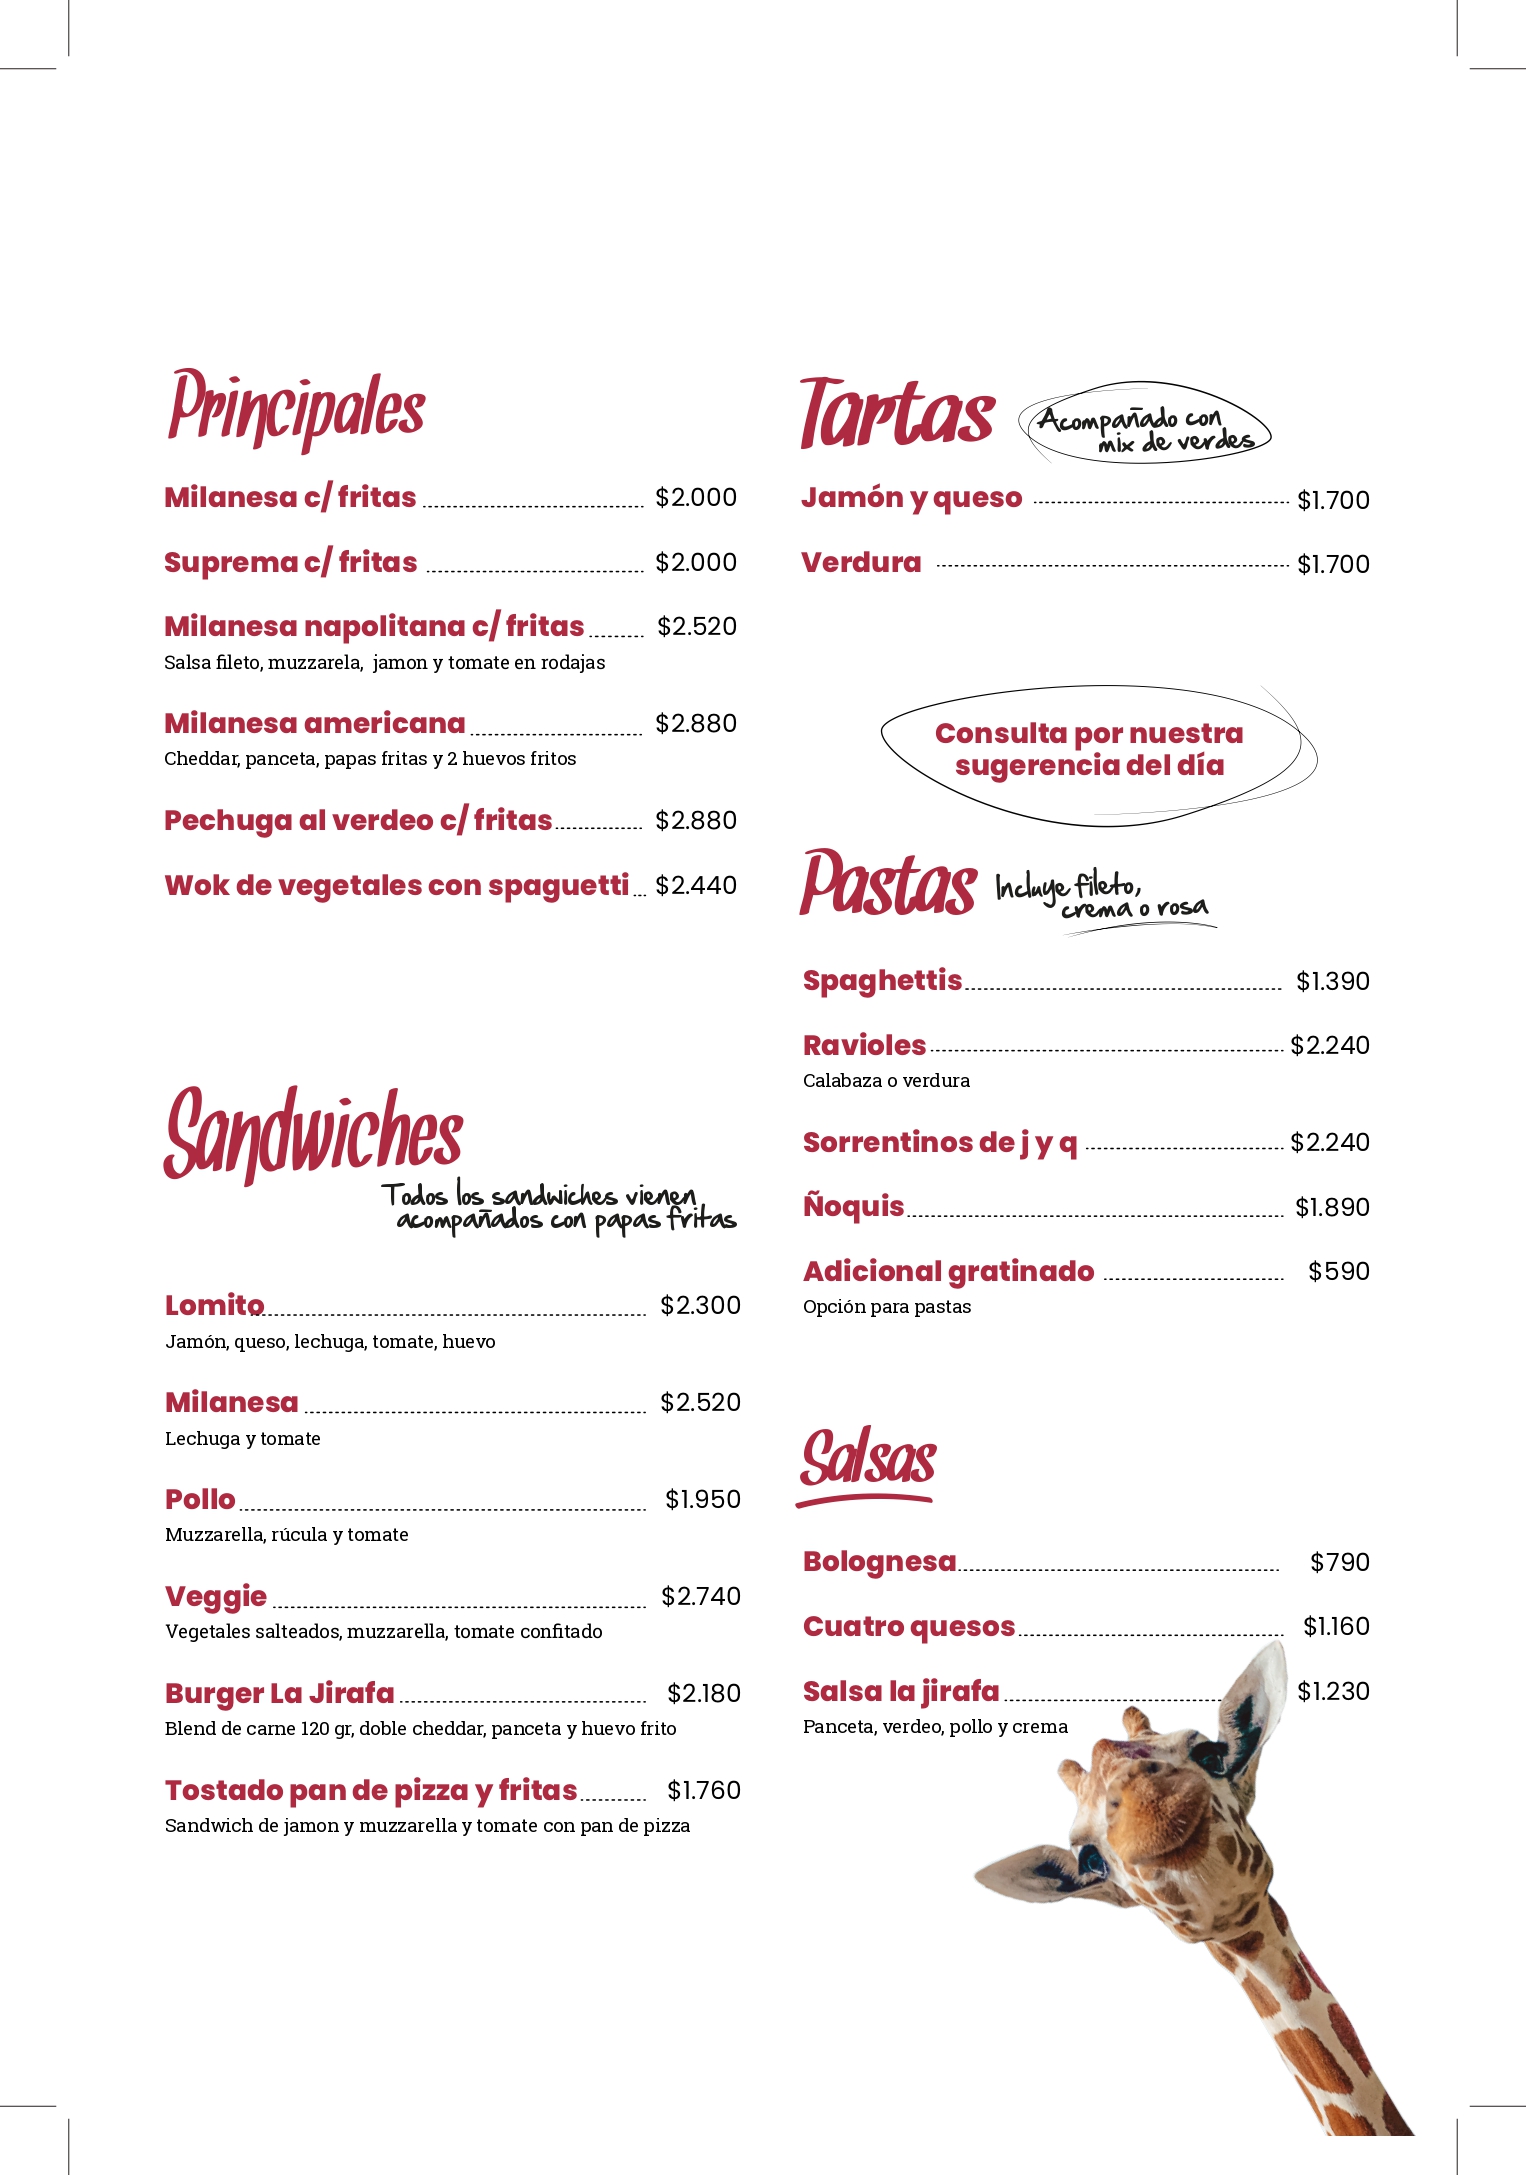 Principales
Milanesa c/ fritas $2.000
Suprema c/ fritas $2.000
Milanesa napolitana c/ fritas $2.520
Salsa fileto, muzzarela, jamon y tomate en rodajas
Milanesa americana $2.880
Cheddar, panceta, papas fritas y 2 huevos fritos
Pechuga al verdeo c/ fritas $2.880
Wok de vegetales con spaguetti $2.440
Sandwiches
Todos los sandwiches vienen
acompañados con papas fritas
Lomito $2.300
Jamón, queso, lechuga, tomate, huevo
Milanesa $2.520
Lechuga y tomate
Pollo $1.950
Muzzarella, rúcula y tomate
Veggie $2.740
Vegetales salteados, muzzarella, tomate confitado
Burger La Jirafa $2.180
Blend de carne 120 gr, doble cheddar, panceta y huevo frito
Tostado pan de pizza y fritas $1.760
Sandwich de jamon y muzzarella y tomate con pan de pizza
Tartas
Acompañado con
mix de verdes
Jamón y queso $1.700
Verdura $1.700
Consulta por nuestra
sugerencia del día
Pastas
Incluye fileto,
crema o rosa
Spaghettis $1.390
Ravioles $2.240
Calabaza o verdura
Sorrentinos de j y q $2.240
Ñoquis $1.890
Adicional gratinado $590
Opción para pastas
Salsas
Bolognesa $790
Cuatro quesos $1.160
Salsa la jirafa $1.230
Panceta, verdeo, pollo y crema